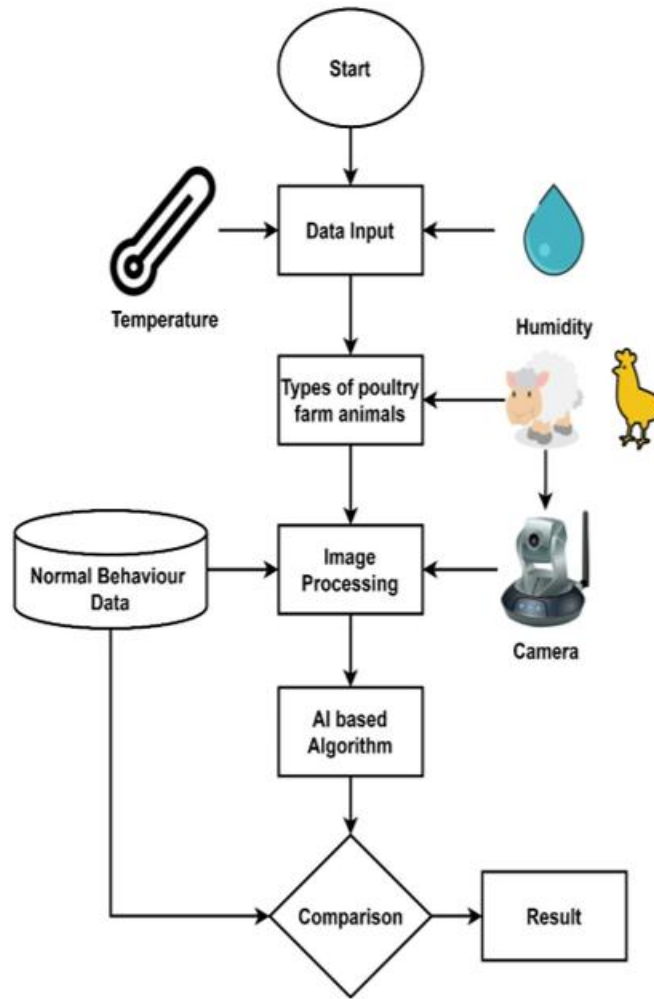 Start
Data Input
Temperature
Humidity
Types of poultry
farm animals
Normal Behaviour
Data
Image
Processing
Camera
AI based
Algorithm
Comparison
Result